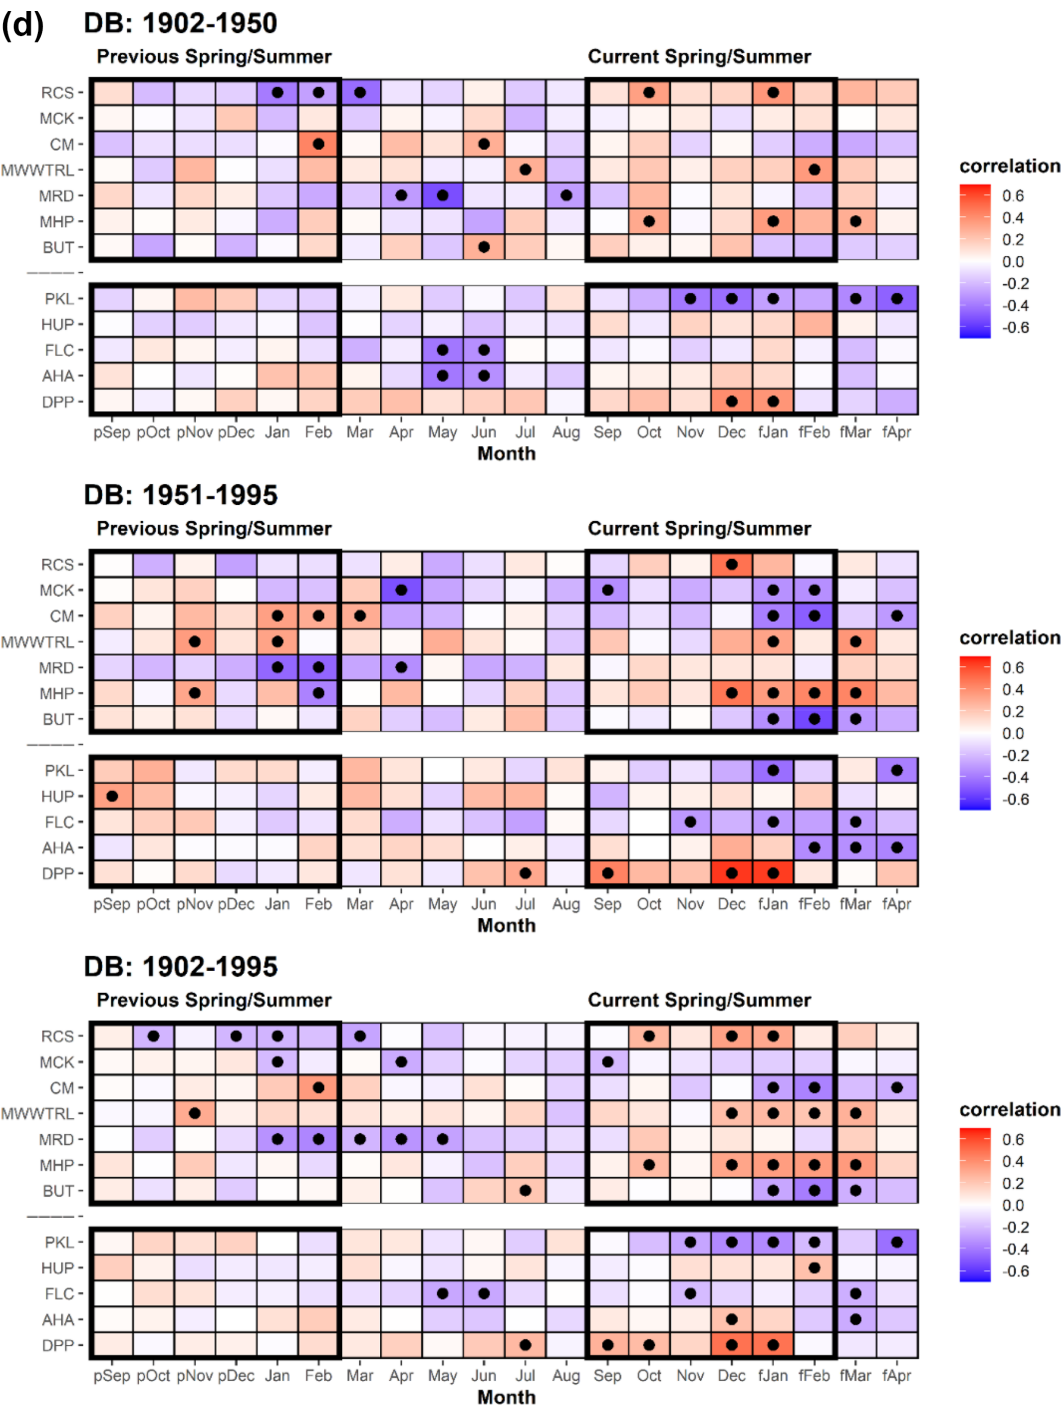 (d) DB: 1902-1950
Previous Spring/Summer Current Spring/Summer
RCS
MCK
CM
MWWTRL
MRD
MHP
BUT
____
PKL
HUP
FLC
AHA
DPP
pSep pOct pNov pDec Jan Feb Mar Apr May Jun Jul Aug Sep Oct Nov Dec fJan fFeb fMar fApr
Month
correlation
0.6
0.4
0.2
0.0
-0.2
-0.4
-0.6
DB: 1951-1995
Previous Spring/Summer Current Spring/Summer
RCS
MCK
CM
MWWTRL
MRD
MHP
BUT
____
PKL
HUP
FLC
AHA
DPP
pSep pOct pNov pDec Jan Feb Mar Apr May Jun Jul Aug Sep Oct Nov Dec fJan fFeb fMar fApr
Month
correlation
0.6
0.4
0.2
0.0
-0.2
-0.4
-0.6
DB: 1902-1995
Previous Spring/Summer Current Spring/Summer
RCS
MCK
CM
MWWTRL
MRD
MHP
BUT
____
PKL
HUP
FLC
AHA
DPP
pSep pOct pNov pDec Jan Feb Mar Apr May Jun Jul Aug Sep Oct Nov Dec fJan fFeb fMar fApr
Month
correlation
0.6
0.4
0.2
0.0
-0.2
-0.4
-0.6